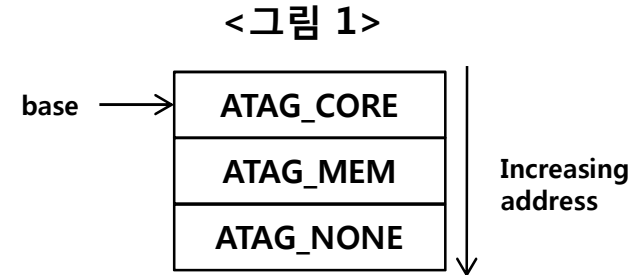 <그림 1>
base
ATAG_CORE
ATAG_MEM
ATAG_NONE
Increasing
address